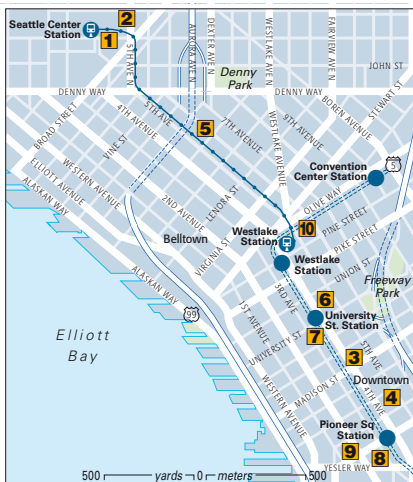 Seattle Center
Station
2
1
5TH AVE N
AURORA AVE N
DEXTER AVE N
WESTLAKE AVE N
FAIRVIEW AVE N
JOHN ST
Denny
Park
DENNY WAY
DENNY WAY
BROAD STREET
4TH AVENUE
5TH AVE
5
7TH AVENUE
9TH AVENUE
BOREN AVENUE
STEWART ST
VINE ST
WESTLAKE AVENUE
ELLIOTT AVENUE
WESTERN AVENUE
ALASKAN WAY
2ND AVENUE
LENORA ST
Convention
Center Station
5
OLIVE WAY
10
PINE STREET
PIKE STREET
Belltown
VIRGINIA ST
Westlake
Station
Westlake
Station
UNION ST
Freeway
Park
ALASKAN WAY
99
1ST AVENUE
3RD AVE
6
University
St. Station
7
Elliott
Bay
UNIVERSITY ST
3
5TH AVE
Downtown
WESTERN AVENUE
MADISON ST
4TH AVE
4
Pioneer Sq
Station
9
8
YESLER WAY
500 yards 0 meters 500